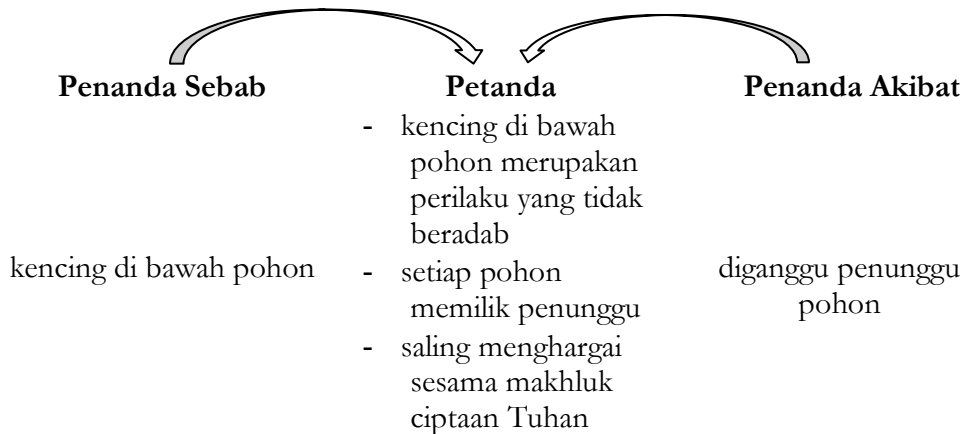 Penanda Sebab
Petanda
Penanda Akibat
- kencing di bawah
pohon merupakan
perilaku yang tidak
beradab
kencing di bawah pohon
- setiap pohon
memilik penunggu
diganggu penunggu
pohon
- saling menghargai
sesama makhluk
ciptaan Tuhan